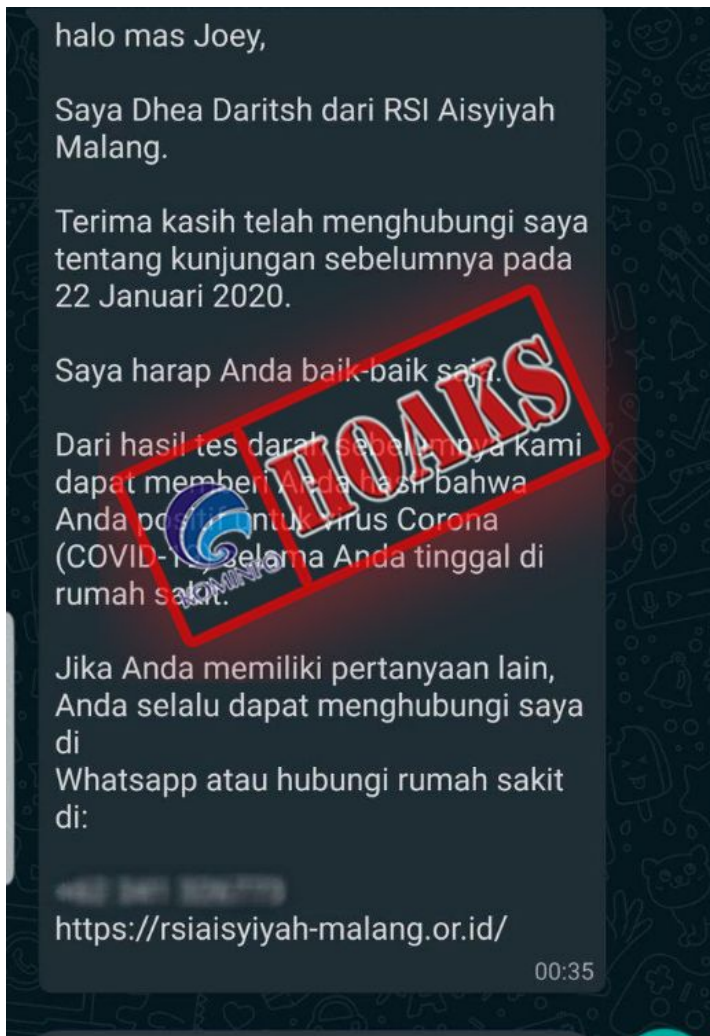 halo mas Joey,
Saya Dhea Daritsh dari RSI Aisyiyah
Malang.
Terima kasih telah menghubungi saya
tentang kunjungan sebelumnya pada
22 Januari 2020.
Saya harap Anda baik-baik saja.
Dari hasil tes darah sebelumnya kami
dapat memberi Anda hasil bahwa
Anda positif untuk virus Corona
(COVID-1 selama Anda tinggal di
rumah sakit.
HOAKS
KOMINFO
Jika Anda memiliki pertanyaan lain,
Anda selalu dapat menghubungi saya
di
Whatsapp atau hubungi rumah sakit
di:
https://rsiaisyiyah-malang.or.id/
00:35